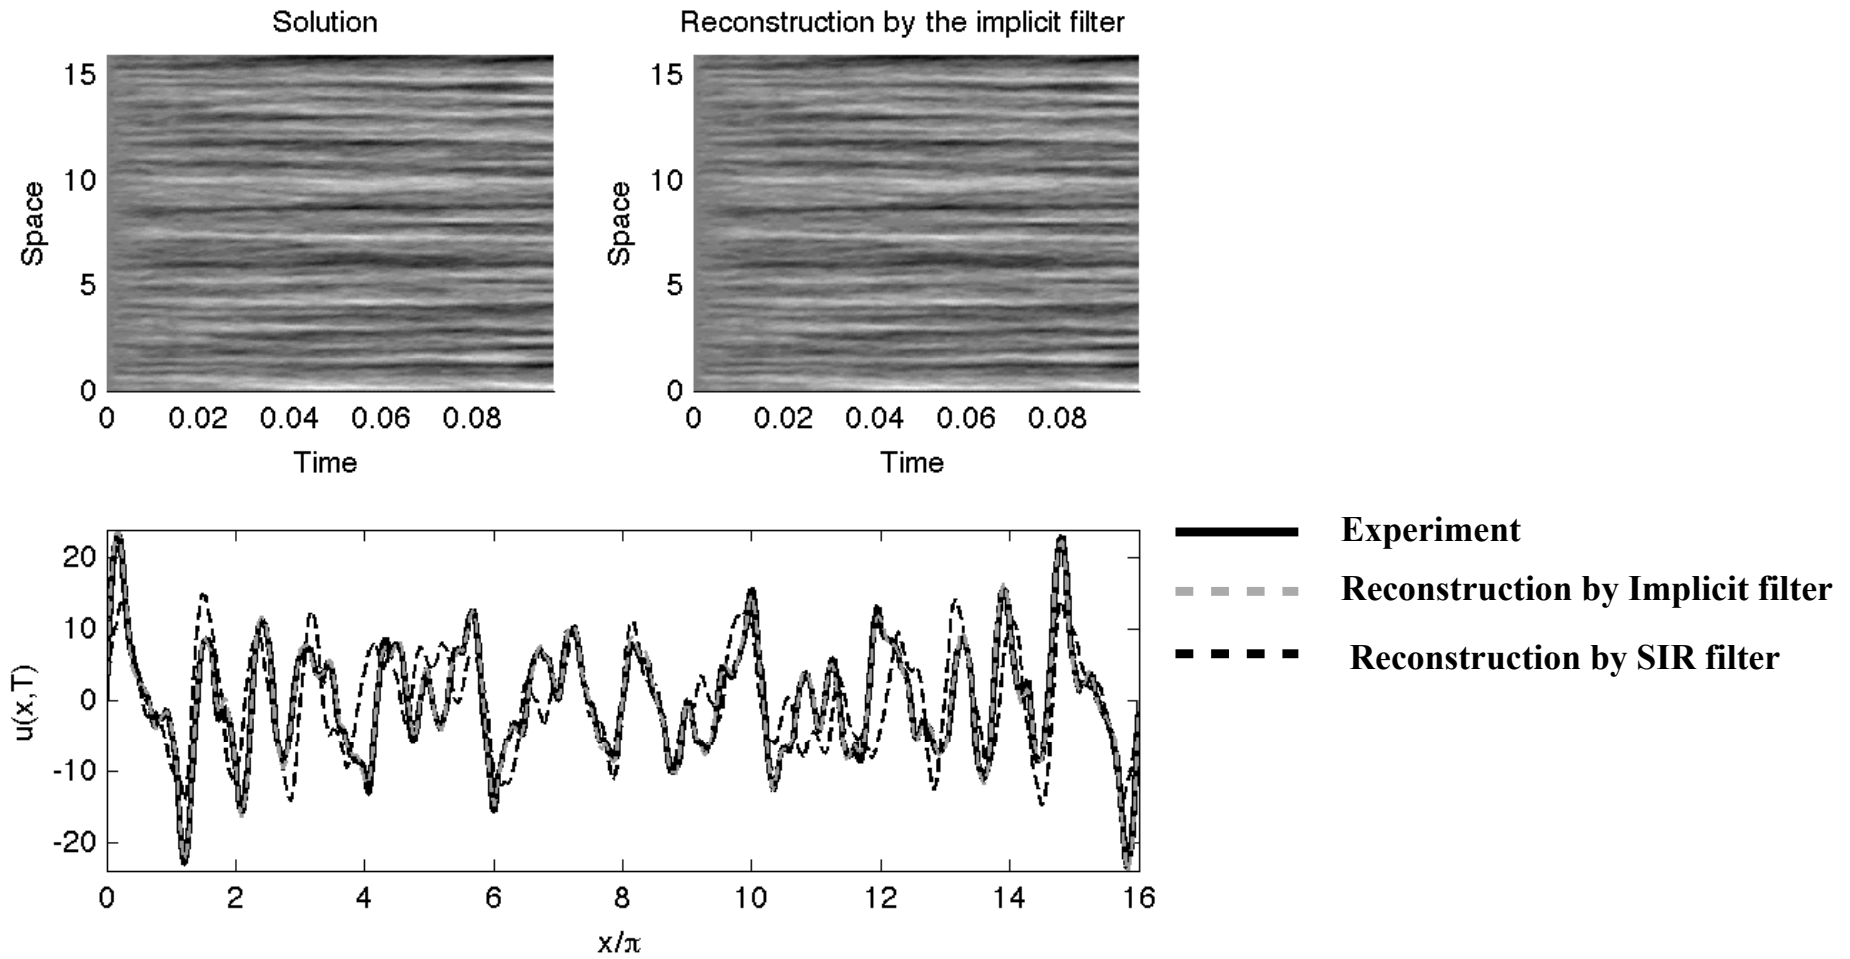 Solution
Reconstruction by the implicit filter
15
10
5
0
Space
0 0.02 0.04 0.06 0.08
Time
15
10
5
0
Space
0 0.02 0.04 0.06 0.08
Time
20
10
0
-10
-20
u(x,T)
0 2 4 6 8 10 12 14 16
x/π
Experiment
Reconstruction by Implicit filter
Reconstruction by SIR filter